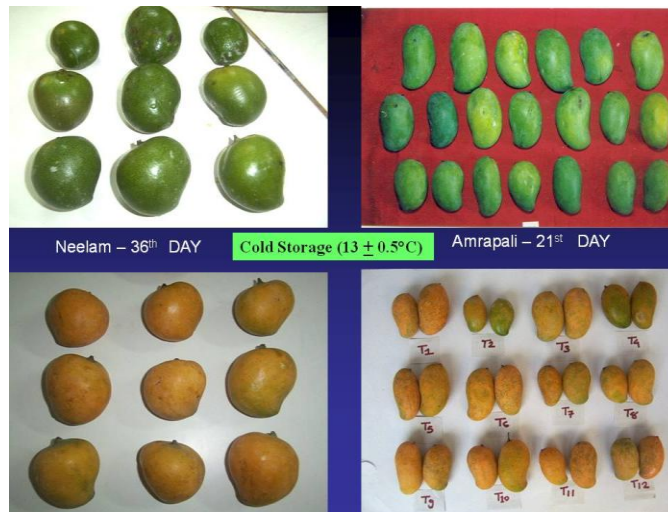 Neelam – 36th DAY
Cold Storage (13 ± 0.5°C)
Amrapali – 21st DAY
T1 T2 T3 T4
T5 T6 T7 T8
T9 T10 T11 T12